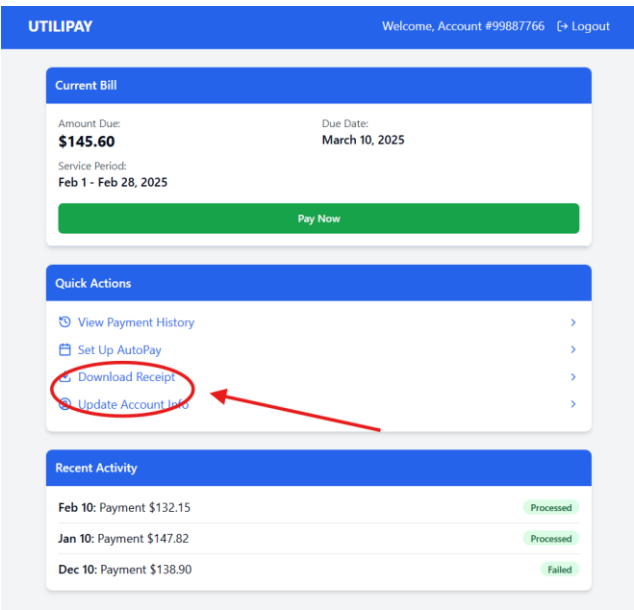 UTILIPAY Welcome, Account #99887766 Logout
Current Bill
Amount Due: Due Date:
$145.60 March 10, 2025
Service Period:
Feb 1 - Feb 28, 2025
Pay Now
Quick Actions
View Payment History
Set Up AutoPay
Download Receipt
Update Account Info
Recent Activity
Feb 10: Payment $132.15 Processed
Jan 10: Payment $147.82 Processed
Dec 10: Payment $138.90 Failed